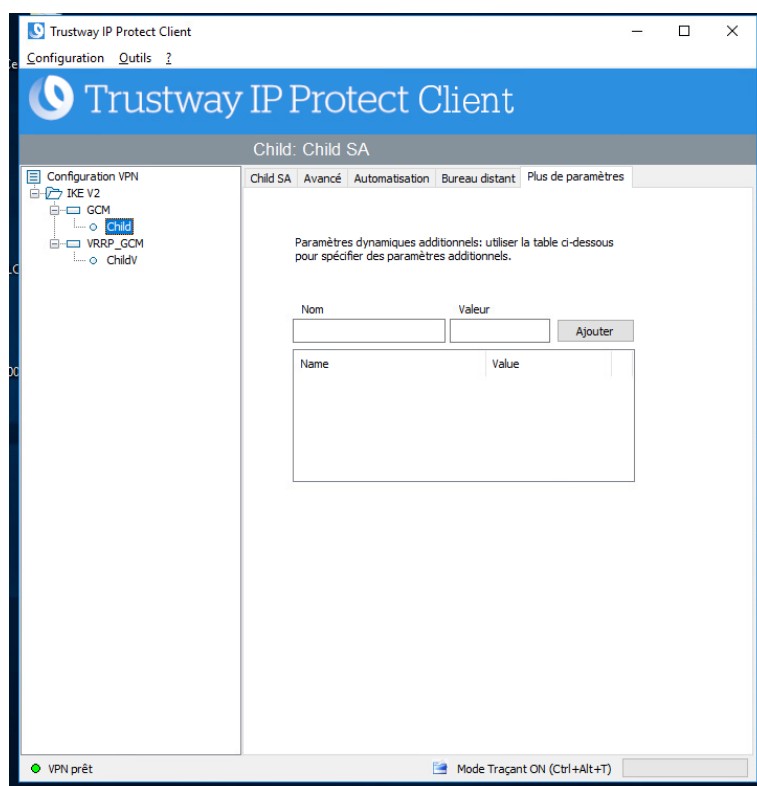 Trustway IP Protect Client
Configuration Outils ?
Trustway IP Protect Client
Child: Child SA
Configuration VPN
IKE V2
GCM
Child
VRRP_GCM
ChildV
Child SA Avancé Automatisation Bureau distant Plus de paramètres
Paramètres dynamiques additionnels: utiliser la table ci-dessous
pour spécifier des paramètres additionnels.
Nom Valeur
Ajouter
Name Value
VPN prêt Mode Traçant ON (Ctrl+Alt+T)